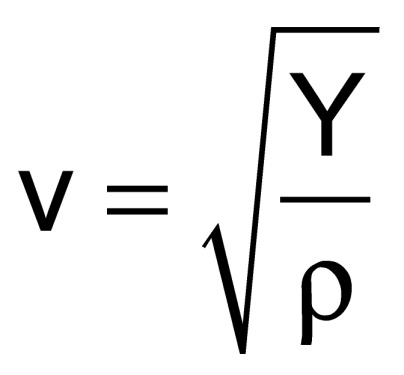 v = √(Y/ρ)